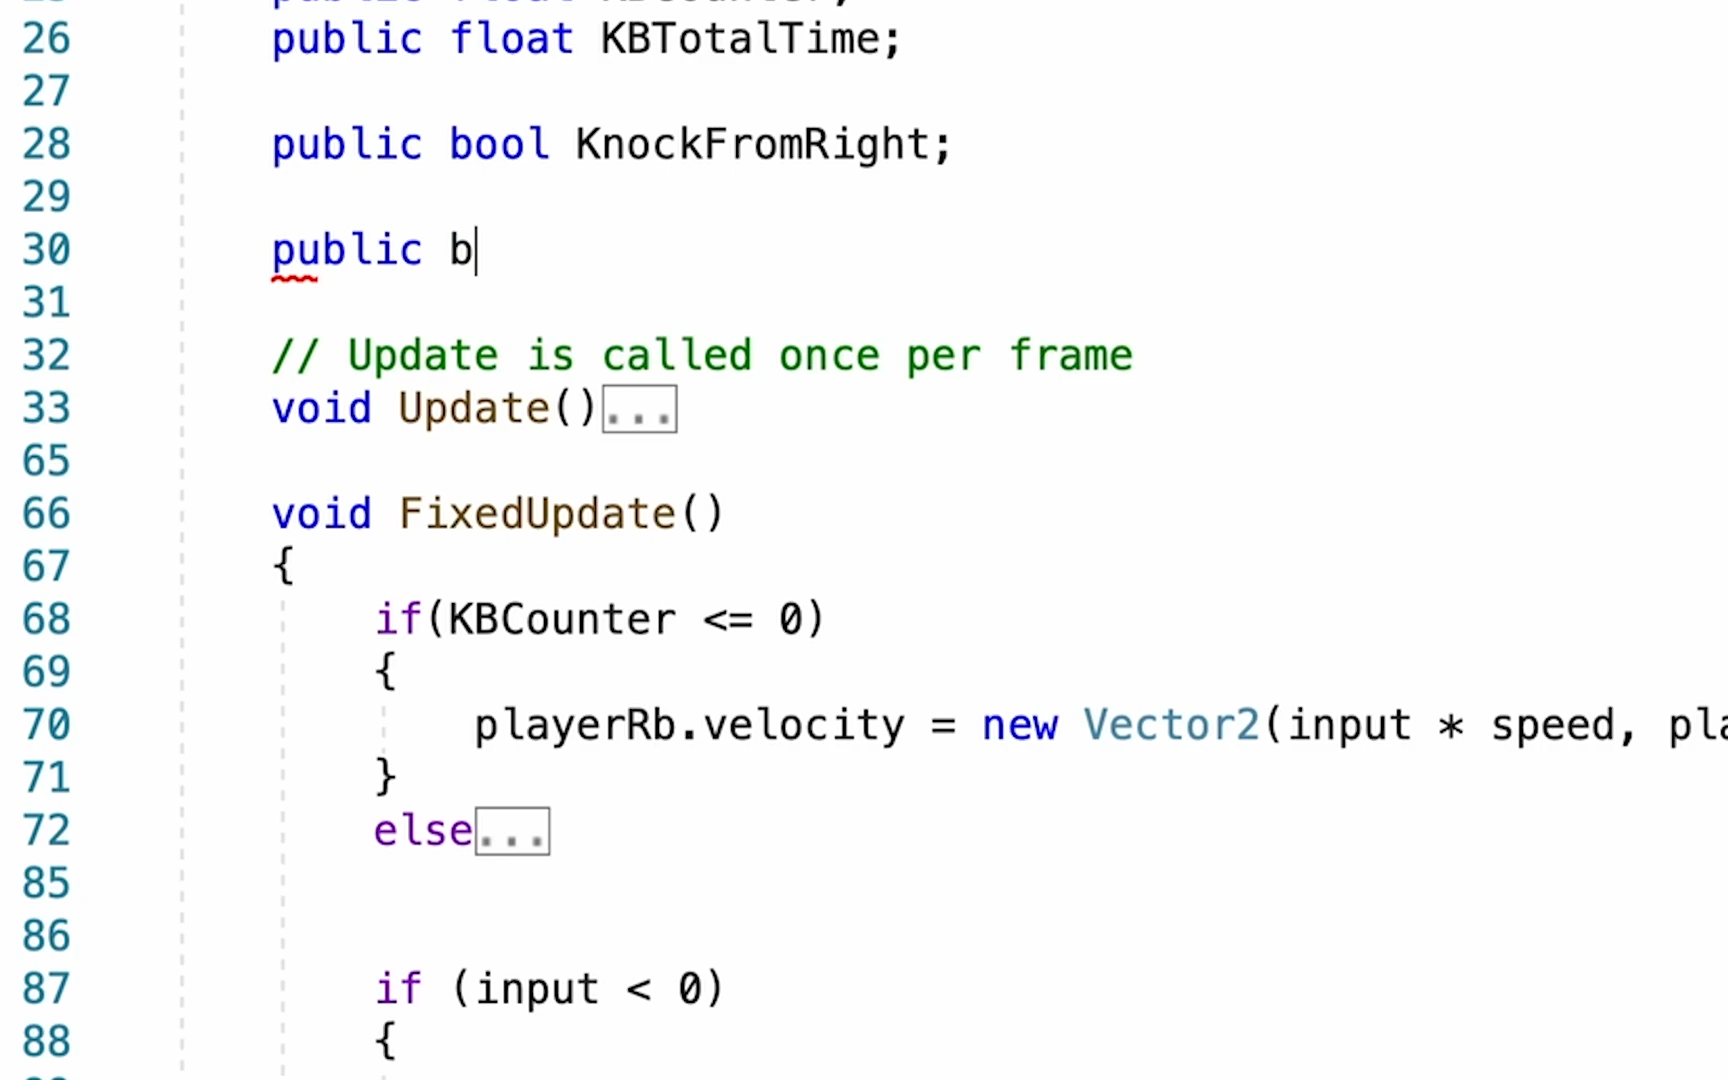 26 public float KBTotalTime;
27
28 public bool KnockFromRight;
29
30 public b
31
32 // Update is called once per frame
33 void Update()...
65
66 void FixedUpdate()
67 {
68 if(KBCounter <= 0)
69 {
70 playerRb.velocity = new Vector2(input * speed,
71 }
72 else...
85
86
87 if (input < 0)
88 {